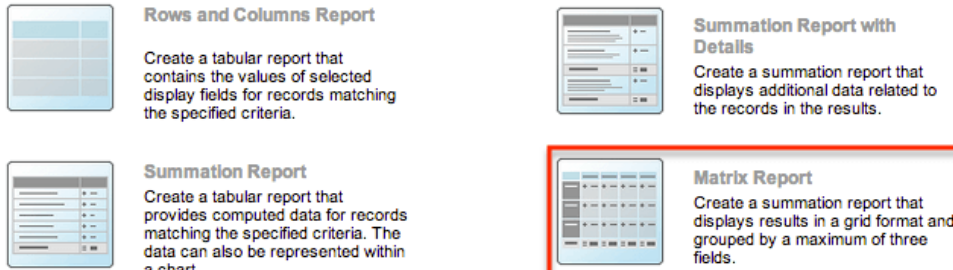 Rows and Columns Report
Create a tabular report that
contains the values of selected
display fields for records matching
the specified criteria.
Summation Report with
Details
Create a summation report that
displays additional data related to
the records in the results.
Summation Report
Create a tabular report that
provides computed data for records
matching the specified criteria. The
data can also be represented within
a chart
Matrix Report
Create a summation report that
displays results in a grid format and
grouped by a maximum of three
fields.